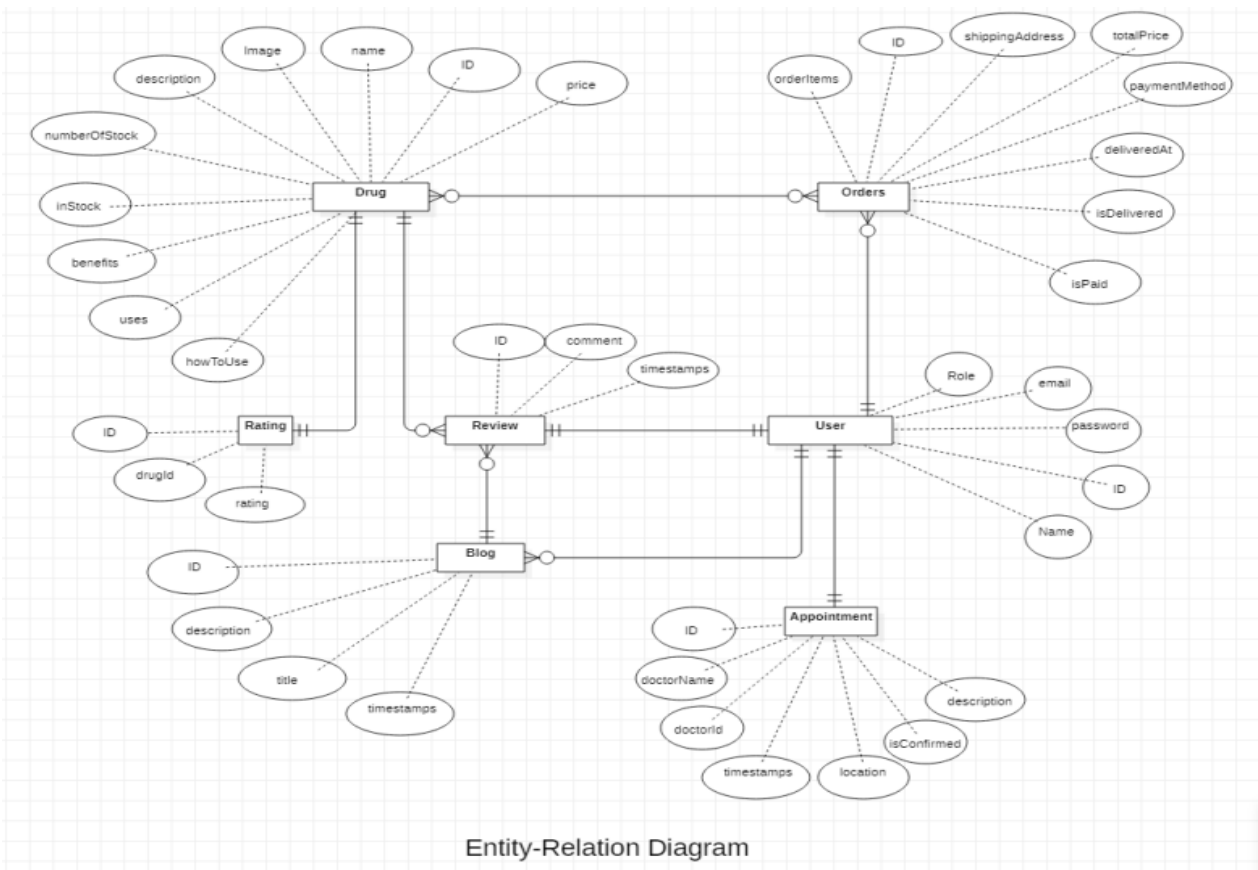 ID
shippingAddress
totalPrice
Image
name
ID
description
price
orderItems
paymentMethod
numberOfStock
deliveredAt
Drug
Orders
inStock
isDelivered
benefits
isPaid
uses
howToUse
ID
comment
timestamps
Role
email
Rating
Review
User
password
ID
drugId
rating
ID
Name
Blog
ID
description
Appointment
ID
title
doctorName
timestamps
description
doctorId
isConfirmed
timestamps
location
Entity-Relation Diagram